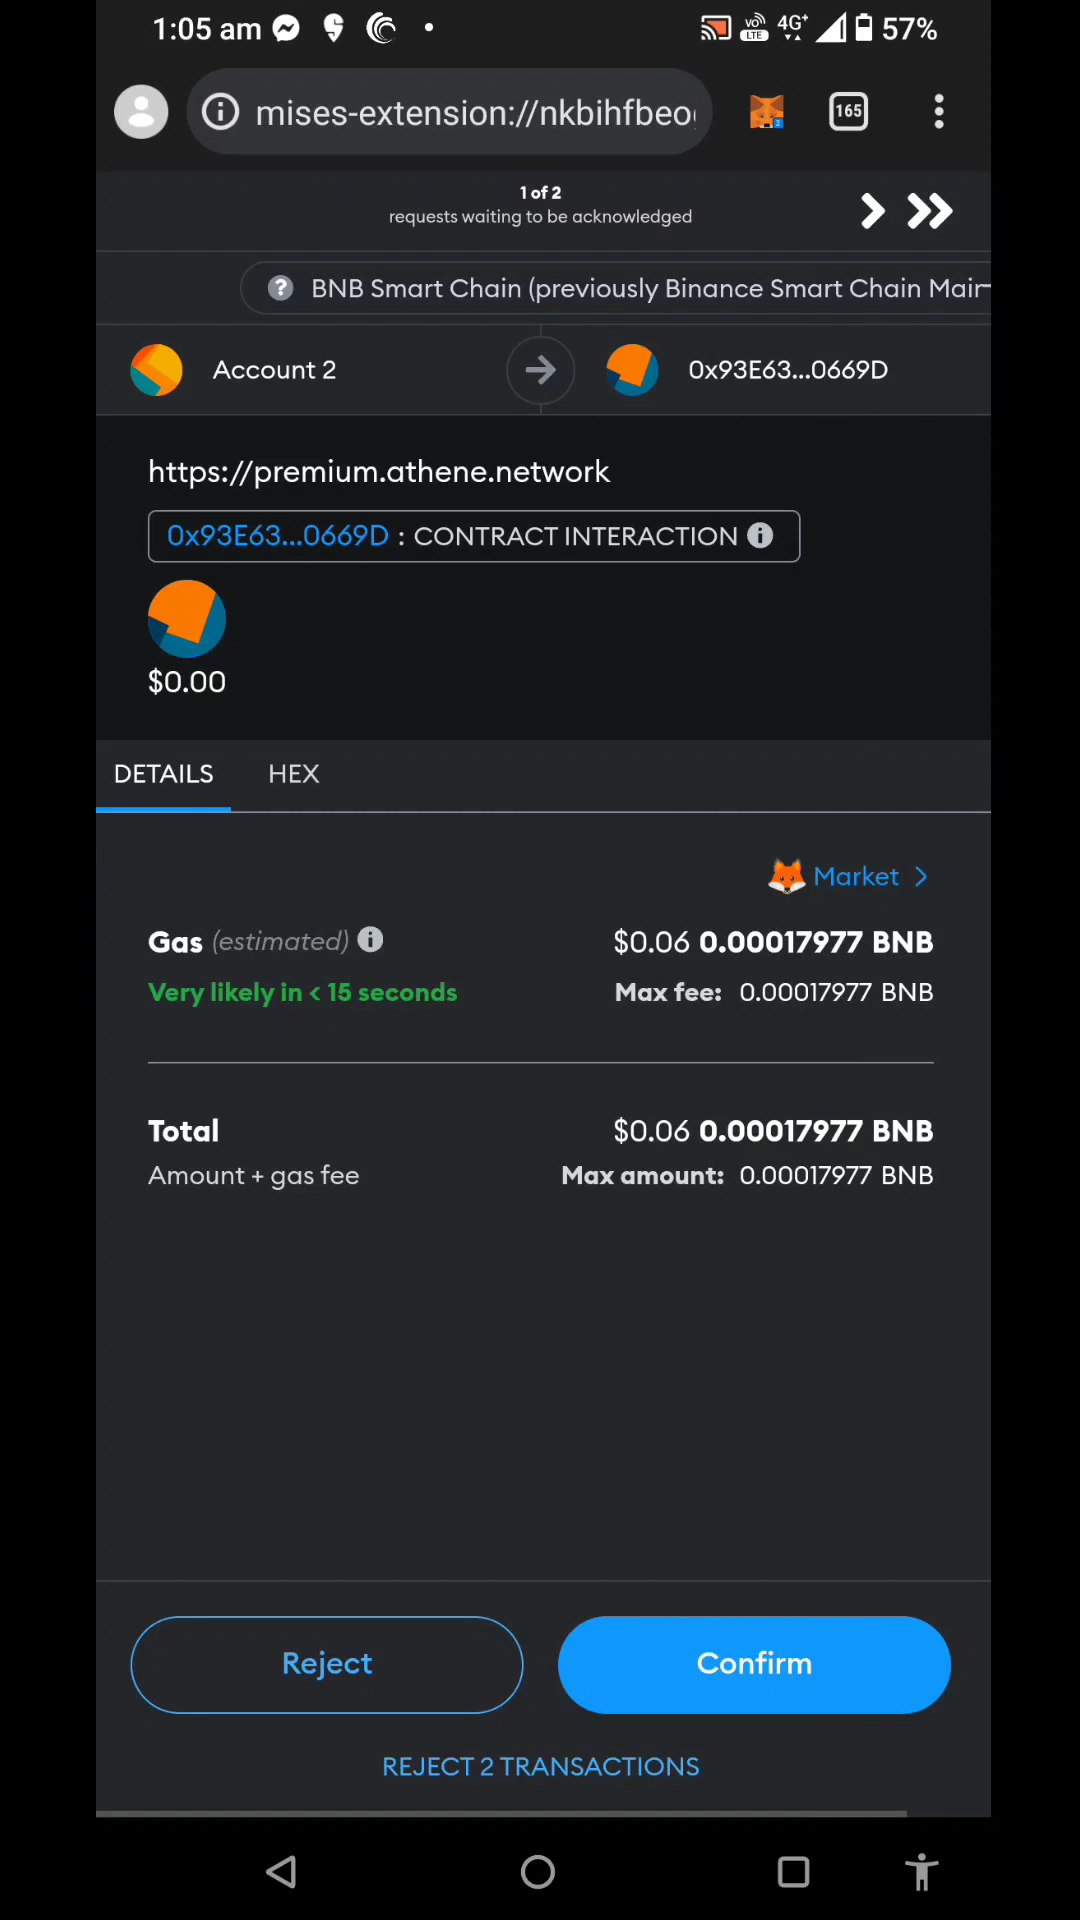 1:05 am
VO LTE 4G+ 57%
mises-extension://nkbihfbeo
165
1 of 2
requests waiting to be acknowledged
BNB Smart Chain (previously Binance Smart Chain Main
Account 2
0x93E63...0669D
https://premium.athene.network
0x93E63...0669D : CONTRACT INTERACTION
$0.00
DETAILS HEX
Market
Gas (estimated) $0.06 0.00017977 BNB
Very likely in < 15 seconds Max fee: 0.00017977 BNB
Total $0.06 0.00017977 BNB
Amount + gas fee Max amount: 0.00017977 BNB
Reject Confirm
REJECT 2 TRANSACTIONS